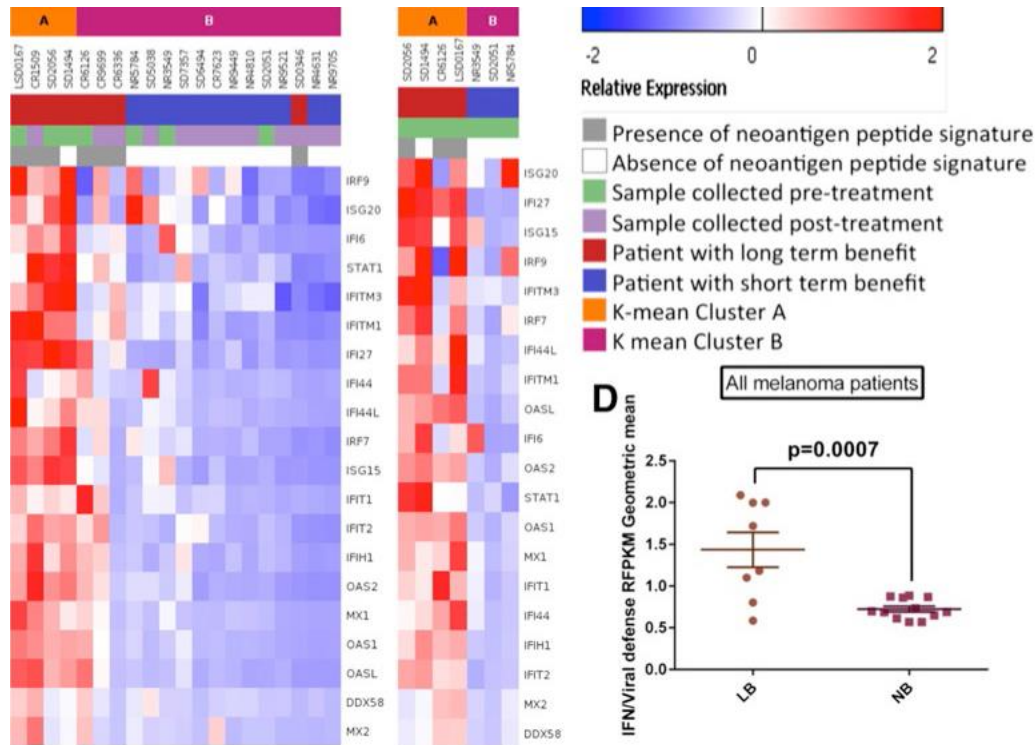 A B
LSD0167
CR1509
SD2056
SD1494
CR6126
CR9699
CR6336
NR5784
SD5038
NR3549
SD7357
SD6494
CR7623
NR9449
NR4810
SD2051
NR9521
SD0346
NR4631
NR9705
IRF9
ISG20
IFI6
STAT1
IFITM3
IFITM1
IFI27
IFI44
IFI44L
IRF7
ISG15
IFIT1
IFIT2
IFIH1
OAS2
MX1
OAS1
OASL
DDX58
MX2
A B
SD2056
SD1494
CR6126
LSD0167
NR3549
SD2051
NR5784
ISG20
IFI27
ISG15
IRF9
IFITM3
IRF7
IFI44L
IFITM1
OASL
IFI6
OAS2
STAT1
OAS1
MX1
IFIT1
IFI44
IFIH1
IFIT2
MX2
DDX58
-2 0 2
Relative Expression
Presence of neoantigen peptide signature
Absence of neoantigen peptide signature
Sample collected pre-treatment
Sample collected post-treatment
Patient with long term benefit
Patient with short term benefit
K-mean Cluster A
K mean Cluster B
D
All melanoma patients
p=0.0007
IFN/Viral defense RFPKM Geometric mean
2.5
2.0
1.5
1.0
0.5
0.0
LB NB